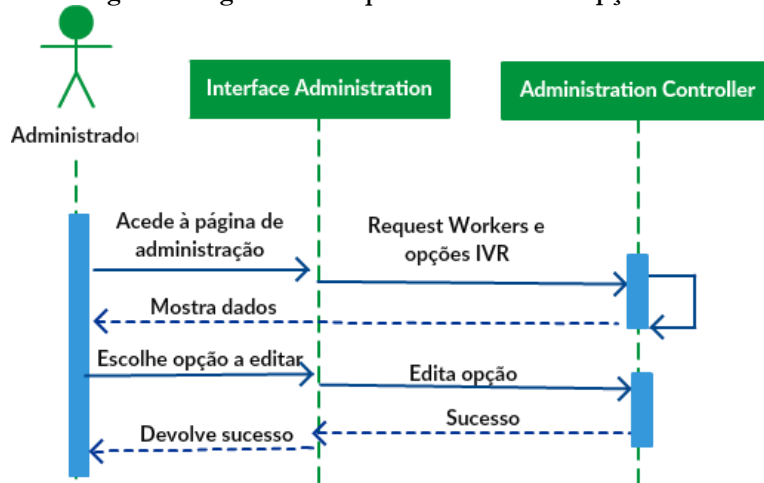 Interface Administration
Administration Controller
Administrado
Acede à página de
administração
Request Workers e
opções IVR
Mostra dados
Escolhe opção a editar
Edita opção
Sucesso
Devolve sucesso